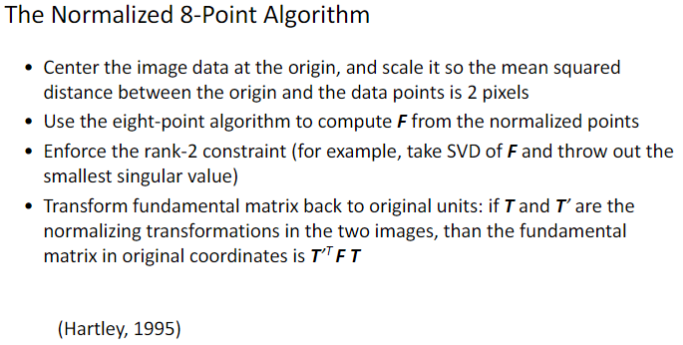 The Normalized 8-Point Algorithm
• Center the image data at the origin, and scale it so the mean squared
distance between the origin and the data points is 2 pixels
• Use the eight-point algorithm to compute F from the normalized points
• Enforce the rank-2 constraint (for example, take SVD of F and throw out the
smallest singular value)
• Transform fundamental matrix back to original units: if T and T′ are the
normalizing transformations in the two images, than the fundamental
matrix in original coordinates is T′ᵀ F T
(Hartley, 1995)